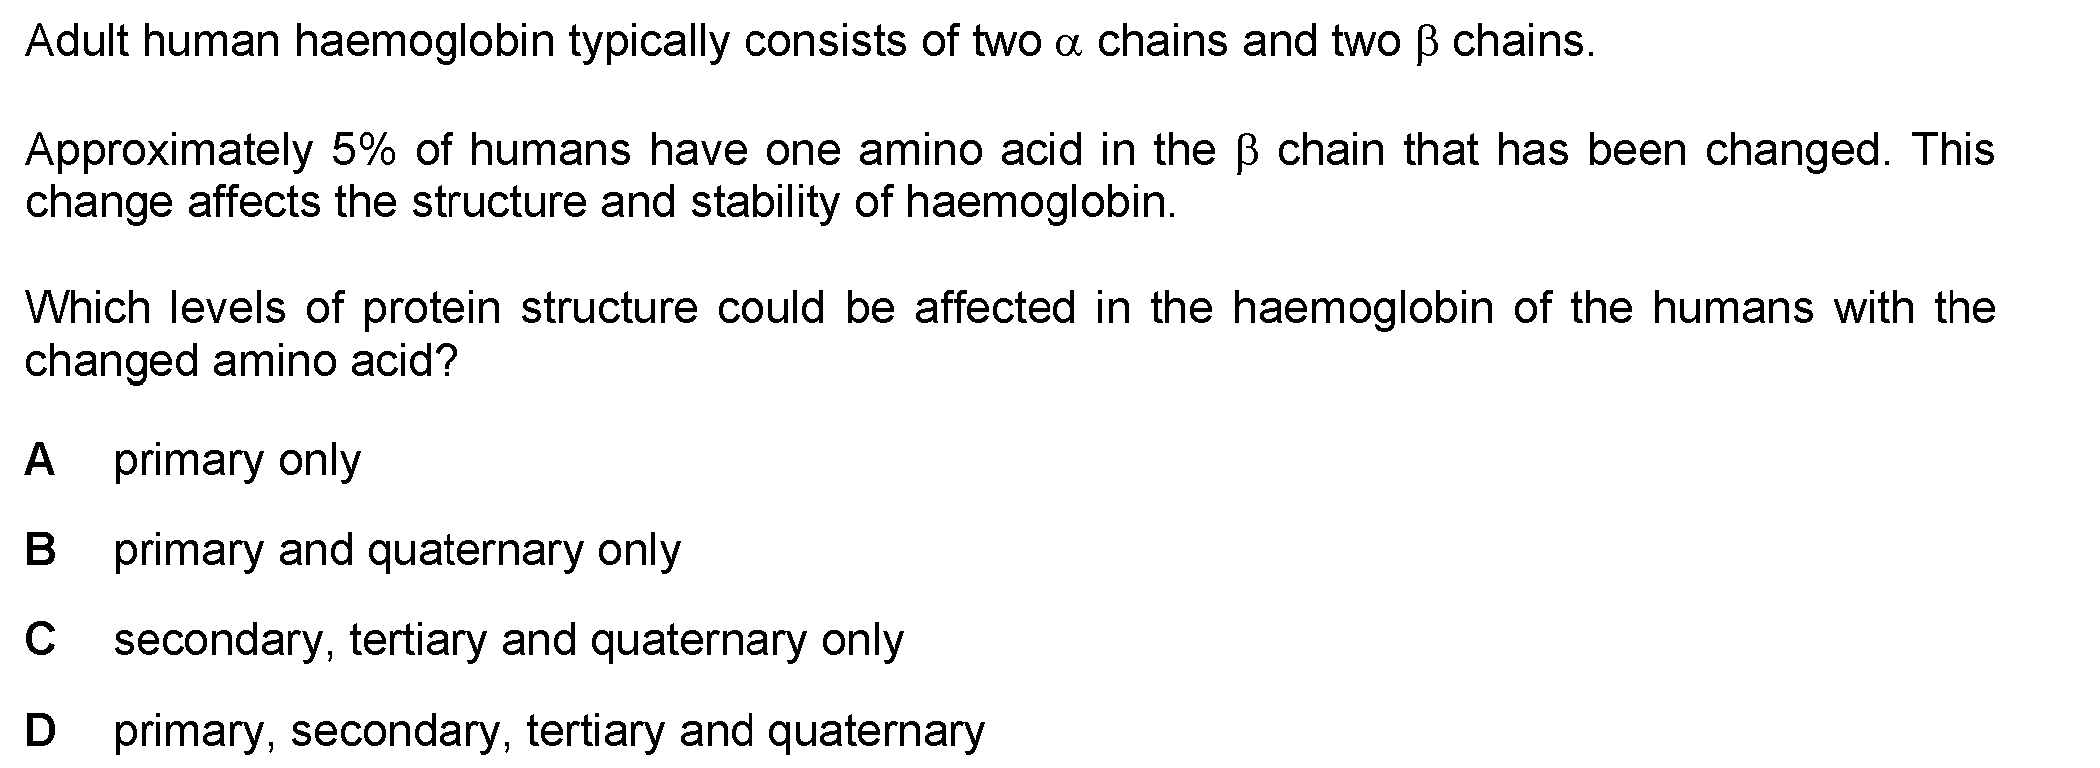 Adult human haemoglobin typically consists of two α chains and two β chains.
Approximately 5% of humans have one amino acid in the β chain that has been changed. This
change affects the structure and stability of haemoglobin.
Which levels of protein structure could be affected in the haemoglobin of the humans with the
changed amino acid?
A primary only
B primary and quaternary only
C secondary, tertiary and quaternary only
D primary, secondary, tertiary and quaternary